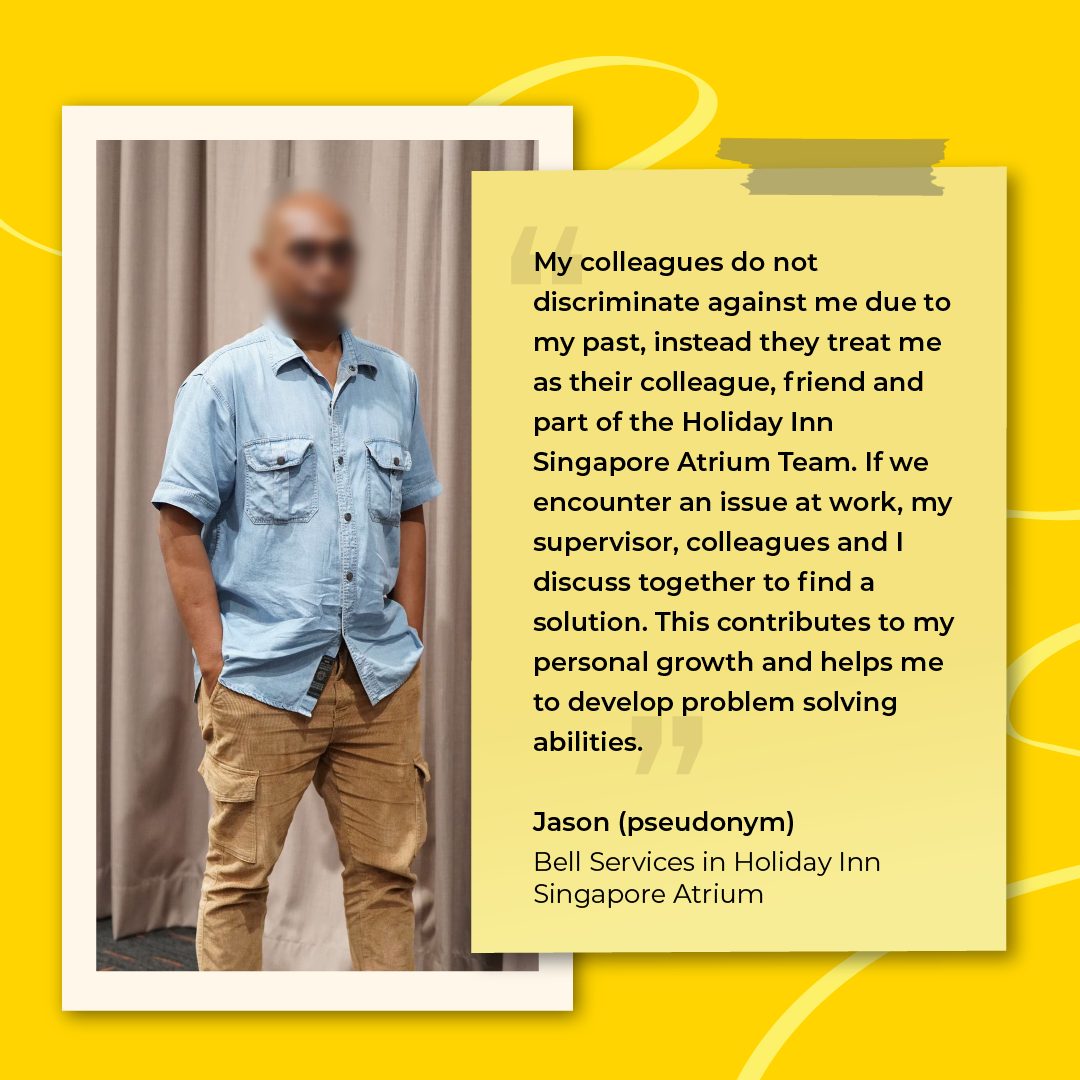 My colleagues do not
discriminate against me due to
my past, instead they treat me
as their colleague, friend and
part of the Holiday Inn
Singapore Atrium Team. If we
encounter an issue at work, my
supervisor, colleagues and I
discuss together to find a
solution. This contributes to my
personal growth and helps me
to develop problem solving
abilities.
Jason (pseudonym)
Bell Services in Holiday Inn
Singapore Atrium